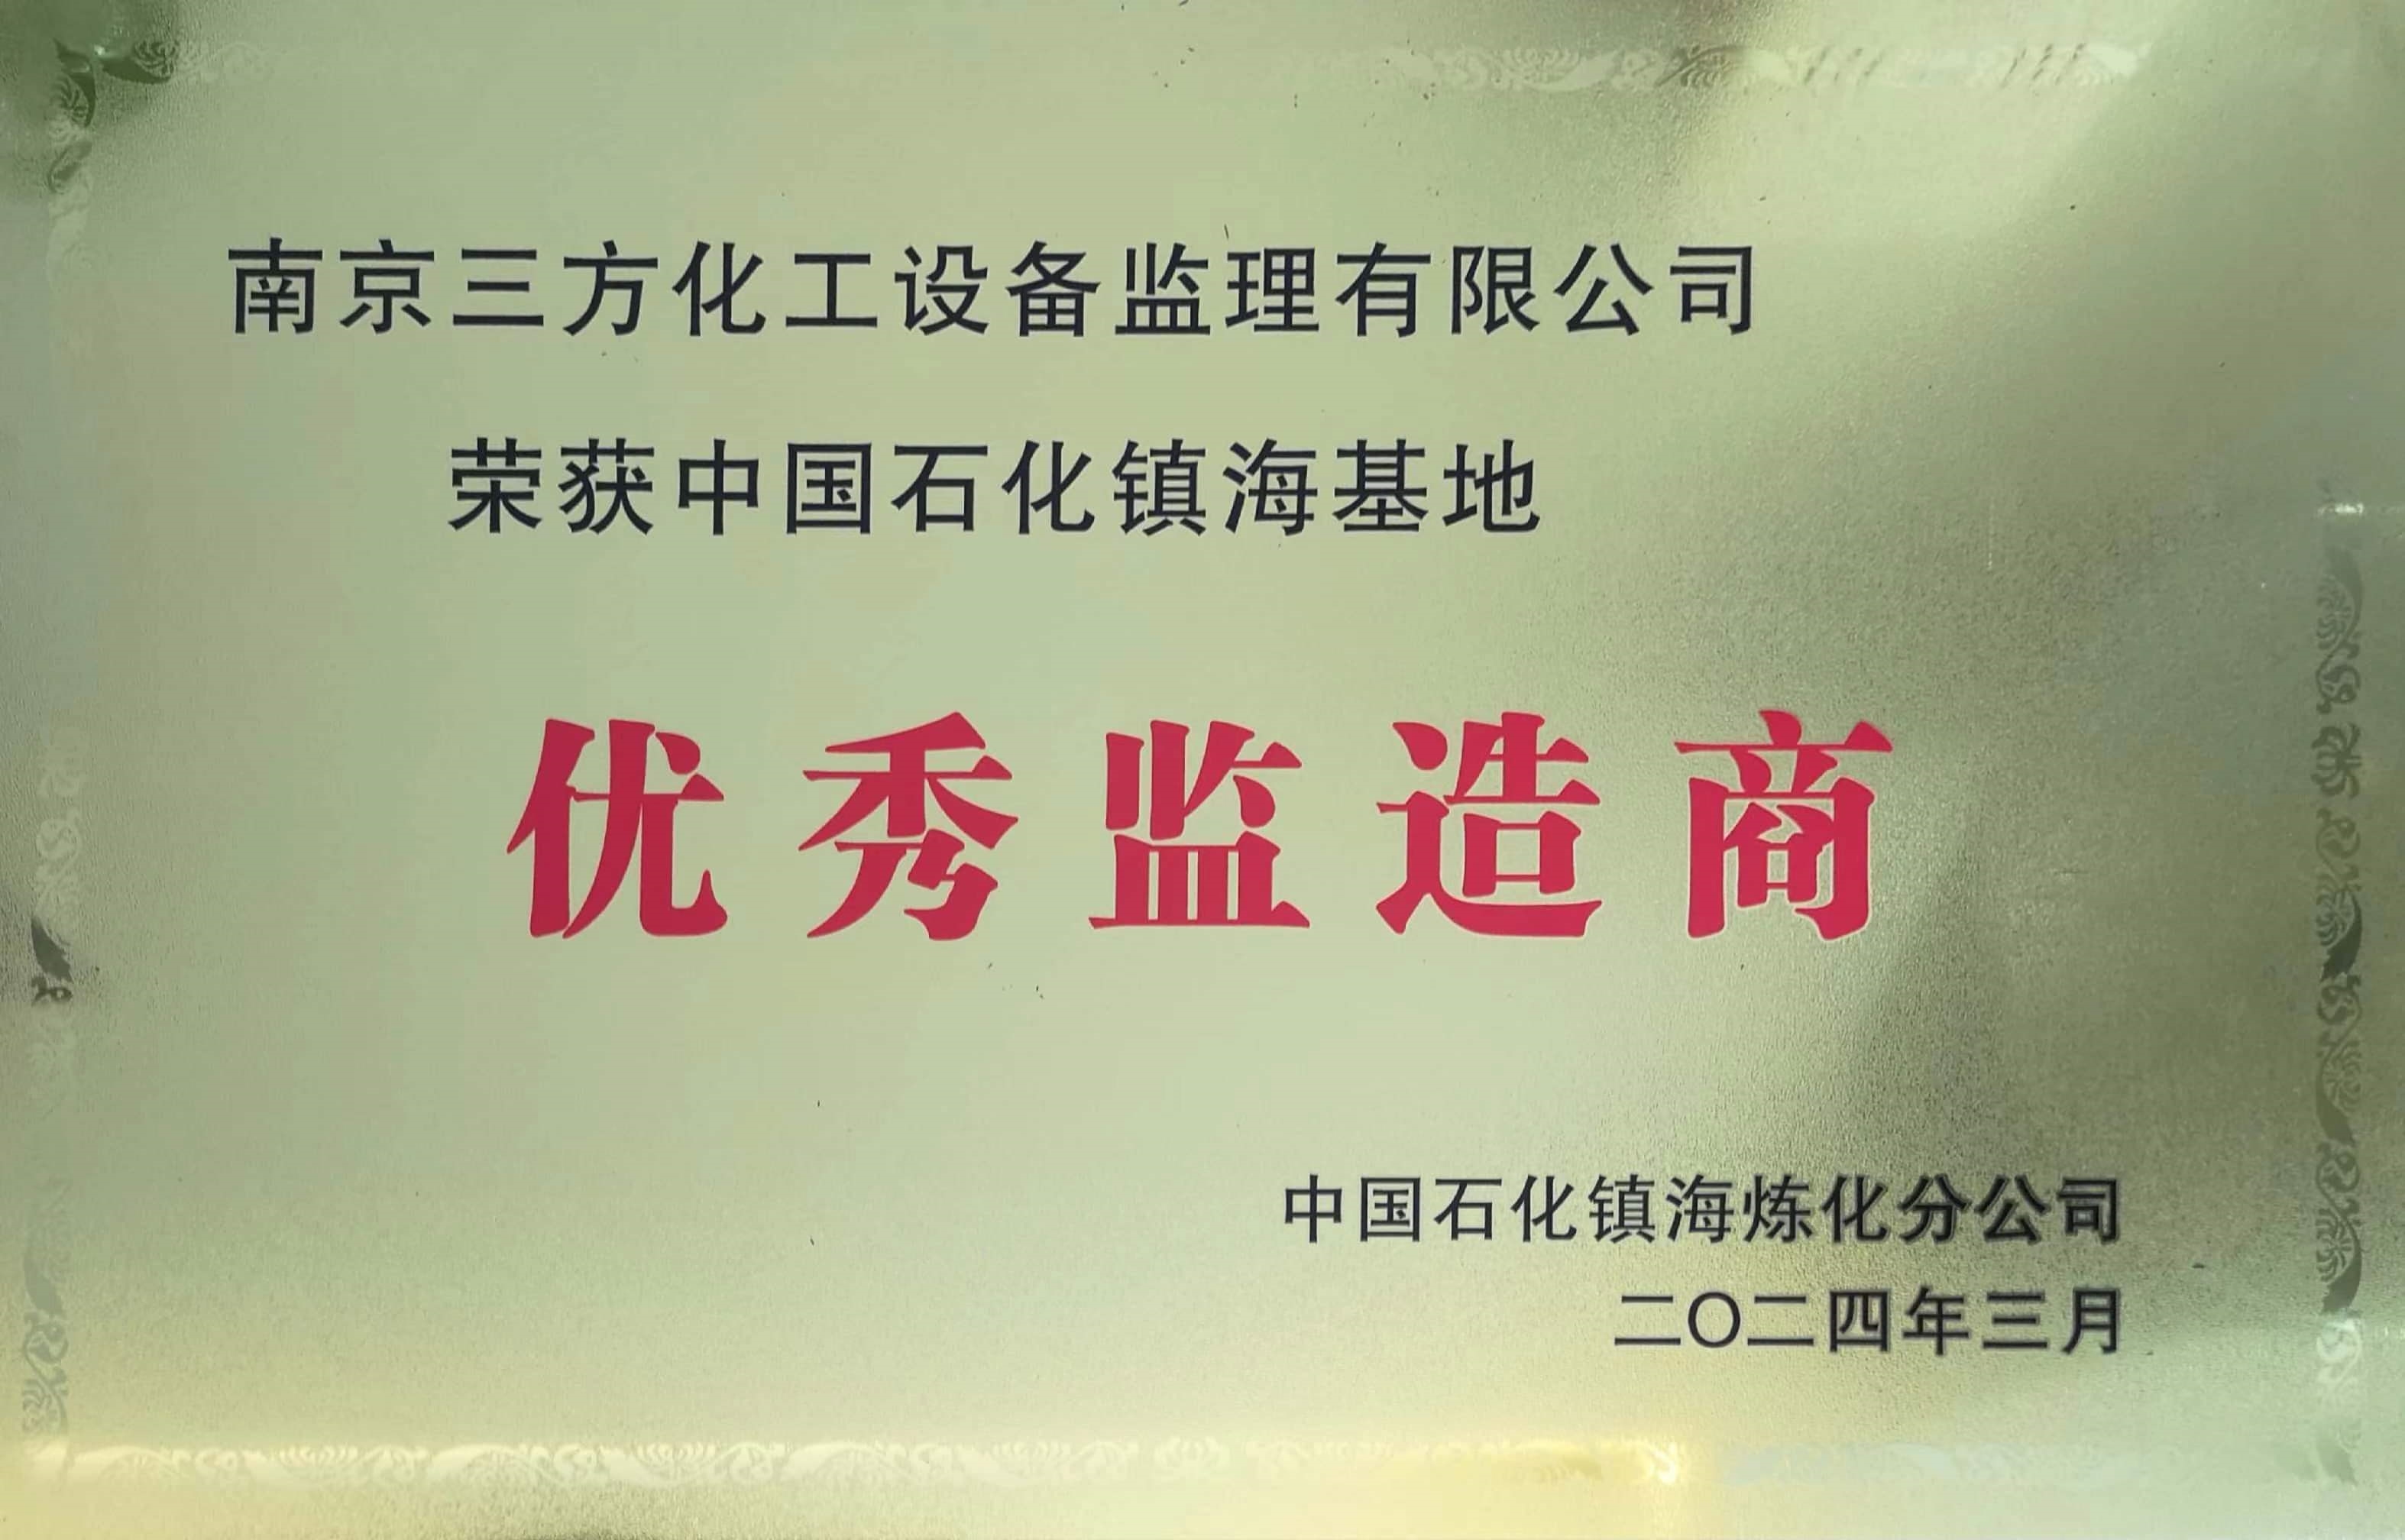 南京三方化工设备监理有限公司
荣获中国石化镇海基地
优秀监造商
中国石化镇海炼化分公司
二〇二四年三月